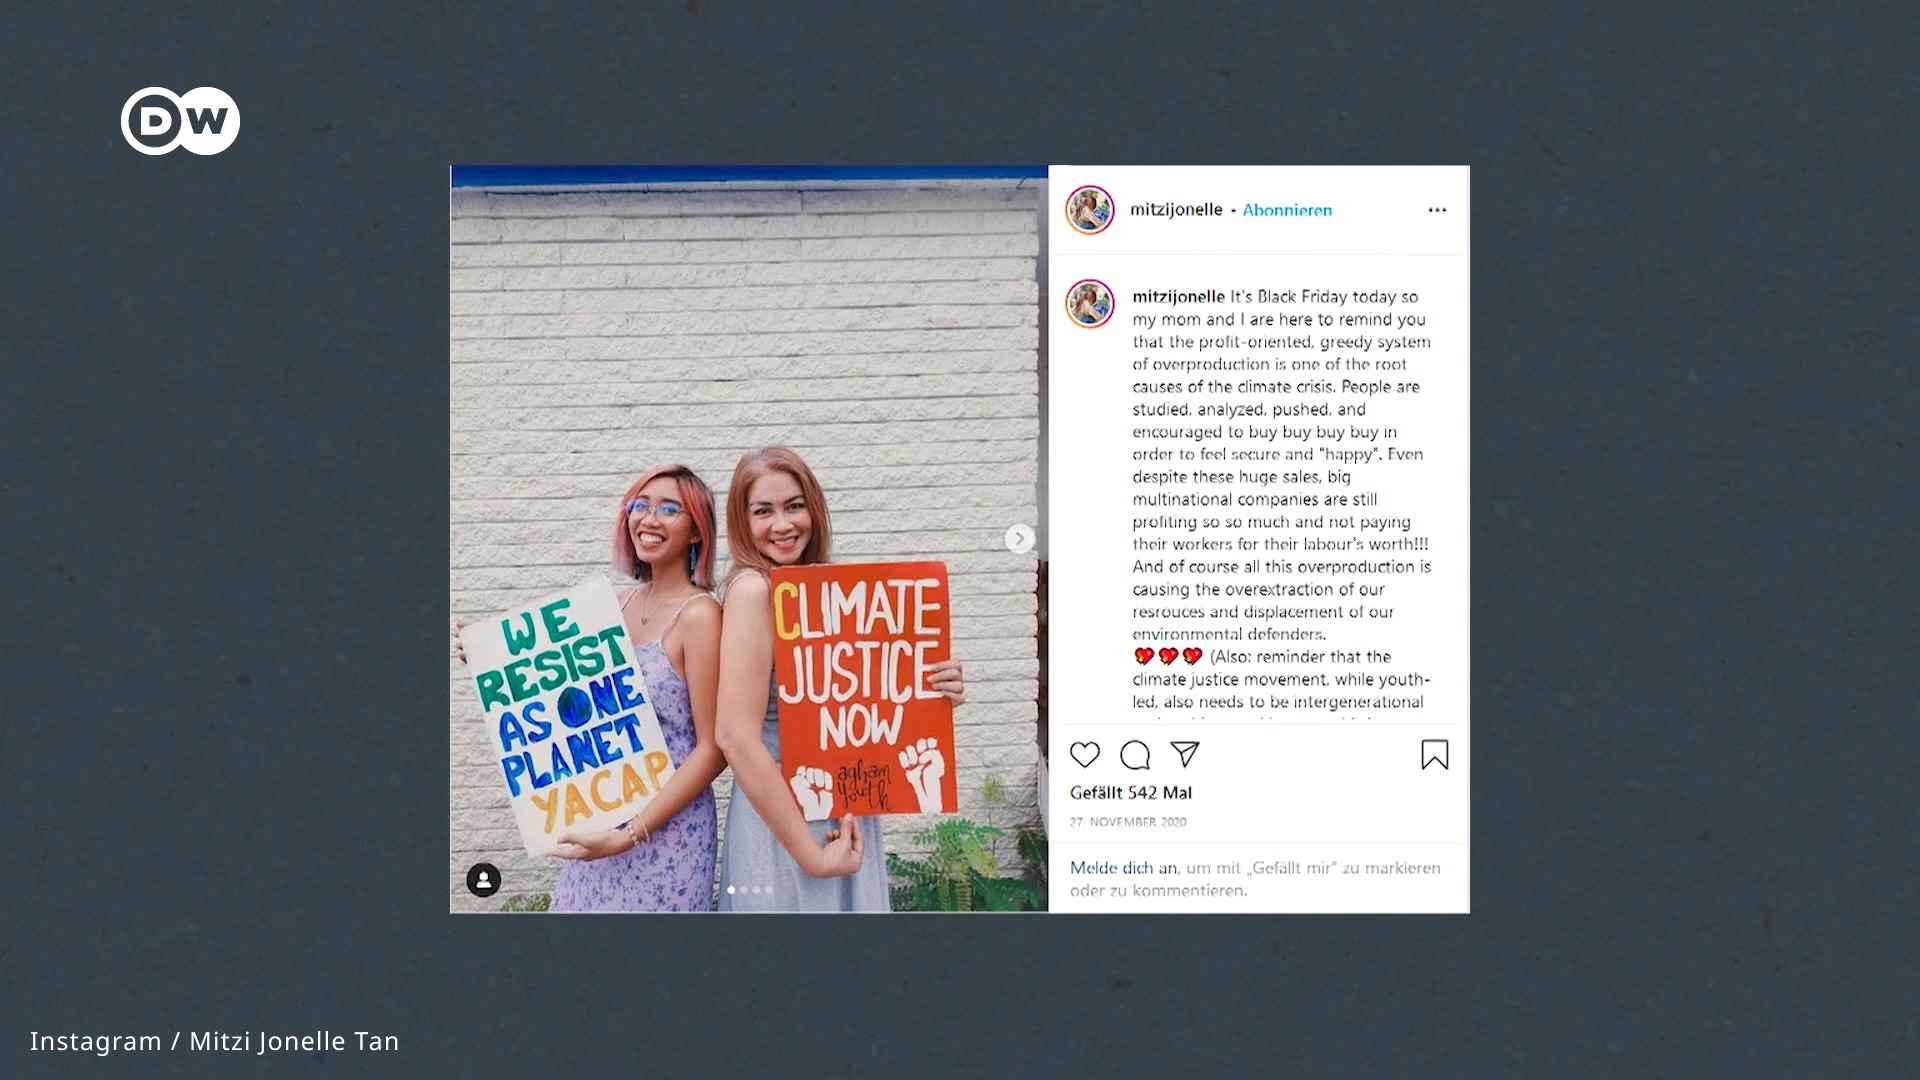 DW
mitzijonelle • Abonnieren
mitzijonelle It's Black Friday today so
my mom and I are here to remind you
that the profit-oriented, greedy system
of overproduction is one of the root
causes of the climate crisis. People are
studied, analyzed, pushed, and
encouraged to buy buy buy buy in
order to feel secure and "happy". Even
despite these huge sales, big
multinational companies are still
profiting so so much and not paying
their workers for their labour's worth!!!
And of course all this overproduction is
causing the overextraction of our
resrouces and displacement of our
environmental defenders.
💖💖💖 (Also: reminder that the
climate justice movement, while youth-
led, also needs to be intergenerational
Gefällt 542 Mal
27. NOVEMBER 2020
Melde dich an, um mit „Gefällt mir“ zu markieren
oder zu kommentieren.
WE
RESIST
AS ONE
PLANET
YACAP
CLIMATE
JUSTICE
NOW
agham
youth
Instagram / Mitzi Jonelle Tan